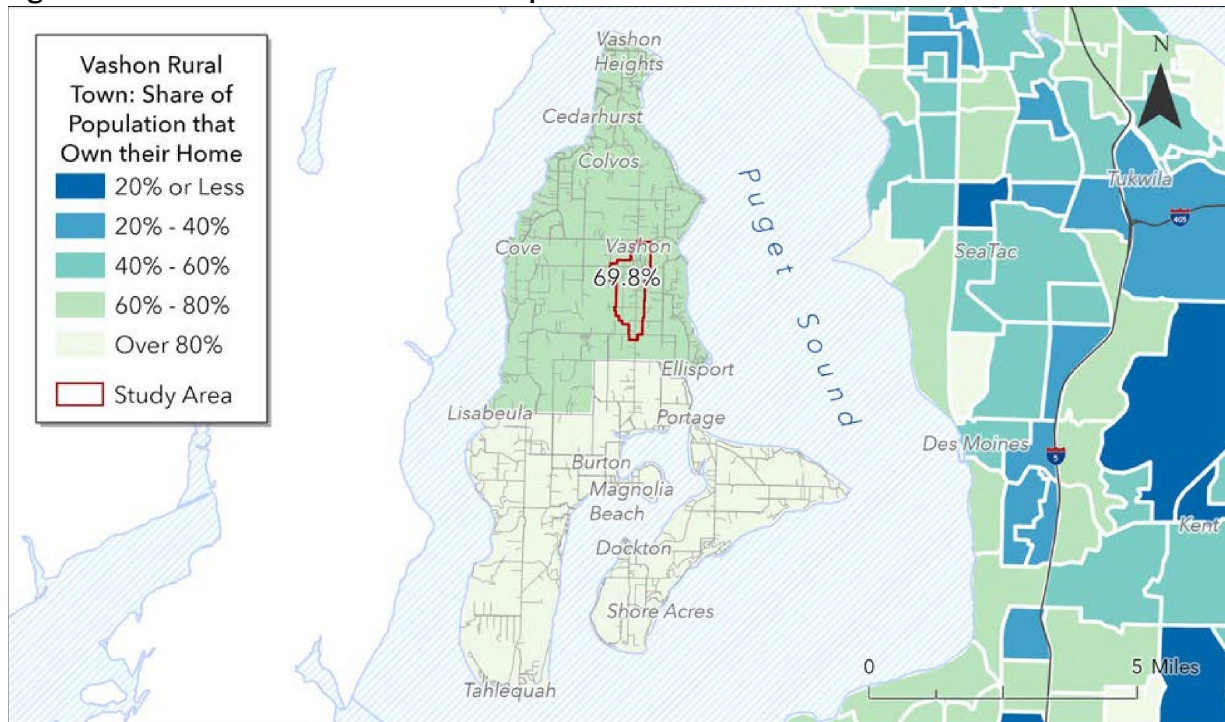 Vashon Rural
Town: Share of
Population that
Own their Home
20% or Less
20% - 40%
40% - 60%
60% - 80%
Over 80%
Study Area
Vashon
Heights
Cedarhurst
Colvos
Cove
Vashon
69.8%
Ellisport
Lisabeula
Portage
Burton
Magnolia
Beach
Dockton
Shore Acres
Tahlequah
Puget Sound
N
Tukwila
405
SeaTac
Des Moines
5
Kent
0
5 Miles